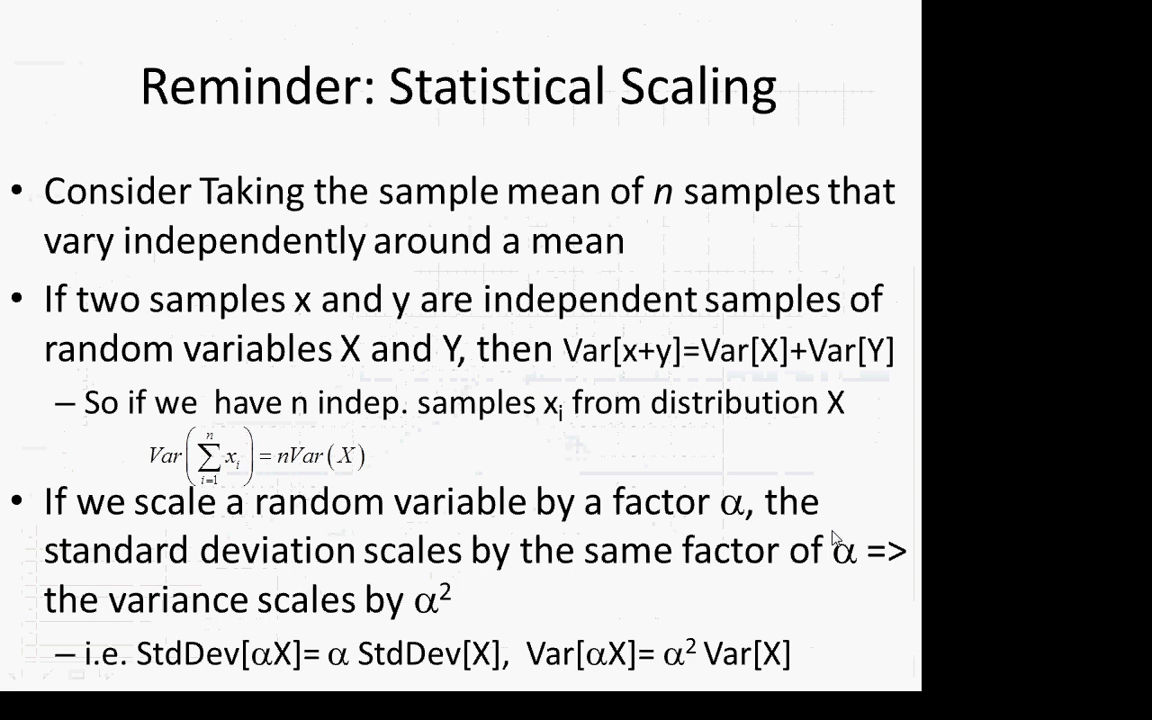 Reminder: Statistical Scaling
• Consider Taking the sample mean of n samples that
vary independently around a mean
• If two samples x and y are independent samples of
random variables X and Y, then Var[x+y]=Var[X]+Var[Y]
– So if we have n indep. samples xᵢ from distribution X
Var(∑ᵢ₌₁ⁿ xᵢ) = nVar(X)
• If we scale a random variable by a factor α, the
standard deviation scales by the same factor of α =>
the variance scales by α²
– i.e. StdDev[αX]= α StdDev[X], Var[αX]= α² Var[X]